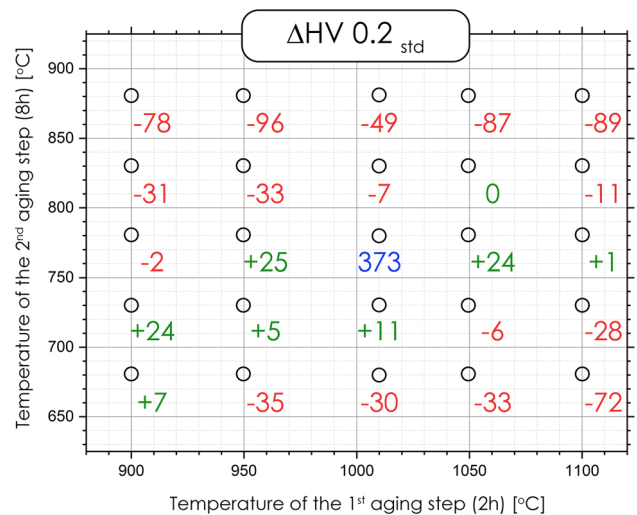 ΔHV 0.2 std
Temperature of the 2nd aging step (8h) [°C]
900
-78 -96 -49 -87 -89
850
-31 -33 -7 0 -11
800
-2 +25 373 +24 +1
750
+24 +5 +11 -6 -28
700
+7 -35 -30 -33 -72
650
900 950 1000 1050 1100
Temperature of the 1st aging step (2h) [°C]